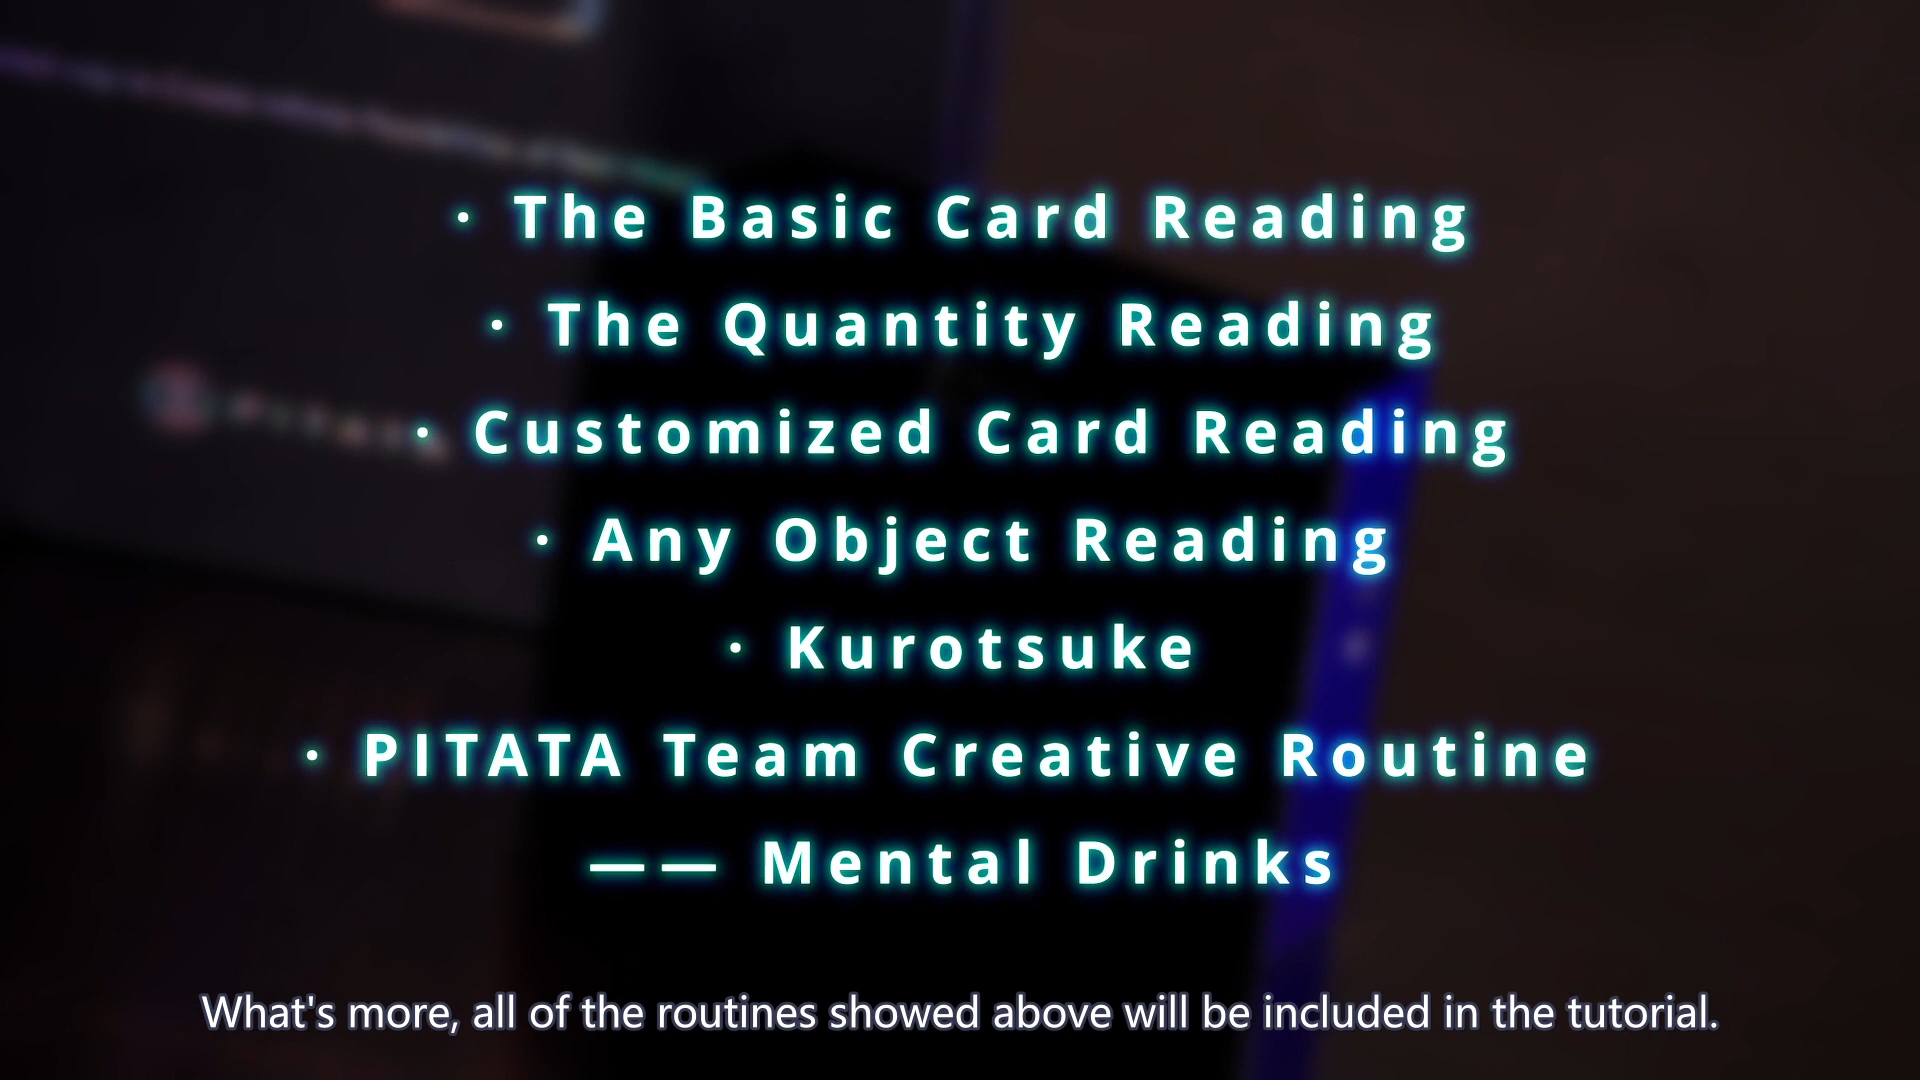 · The Basic Card Reading
· The Quantity Reading
· Customized Card Reading
· Any Object Reading
· Kurotsuke
· PITATA Team Creative Routine
—— Mental Drinks
PITATA
What's more, all of the routines showed above will be included in the tutorial.